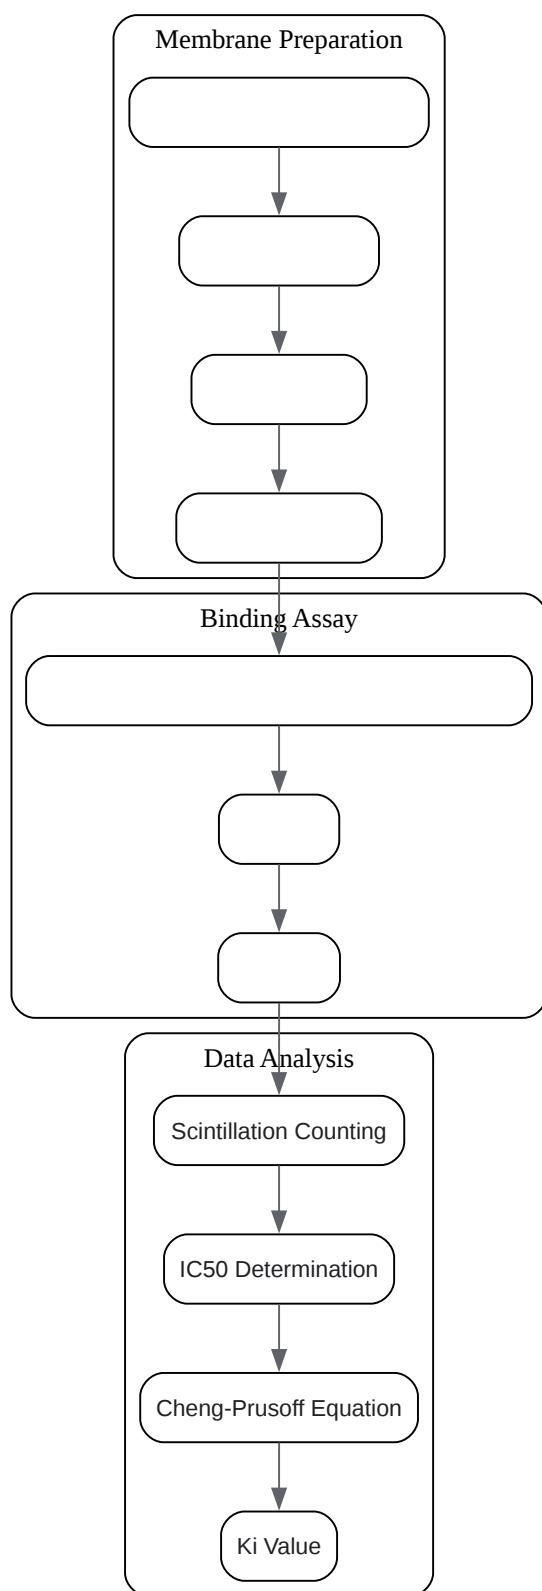 Membrane Preparation
Binding Assay
Data Analysis
Scintillation Counting
IC50 Determination
Cheng-Prusoff Equation
Ki Value